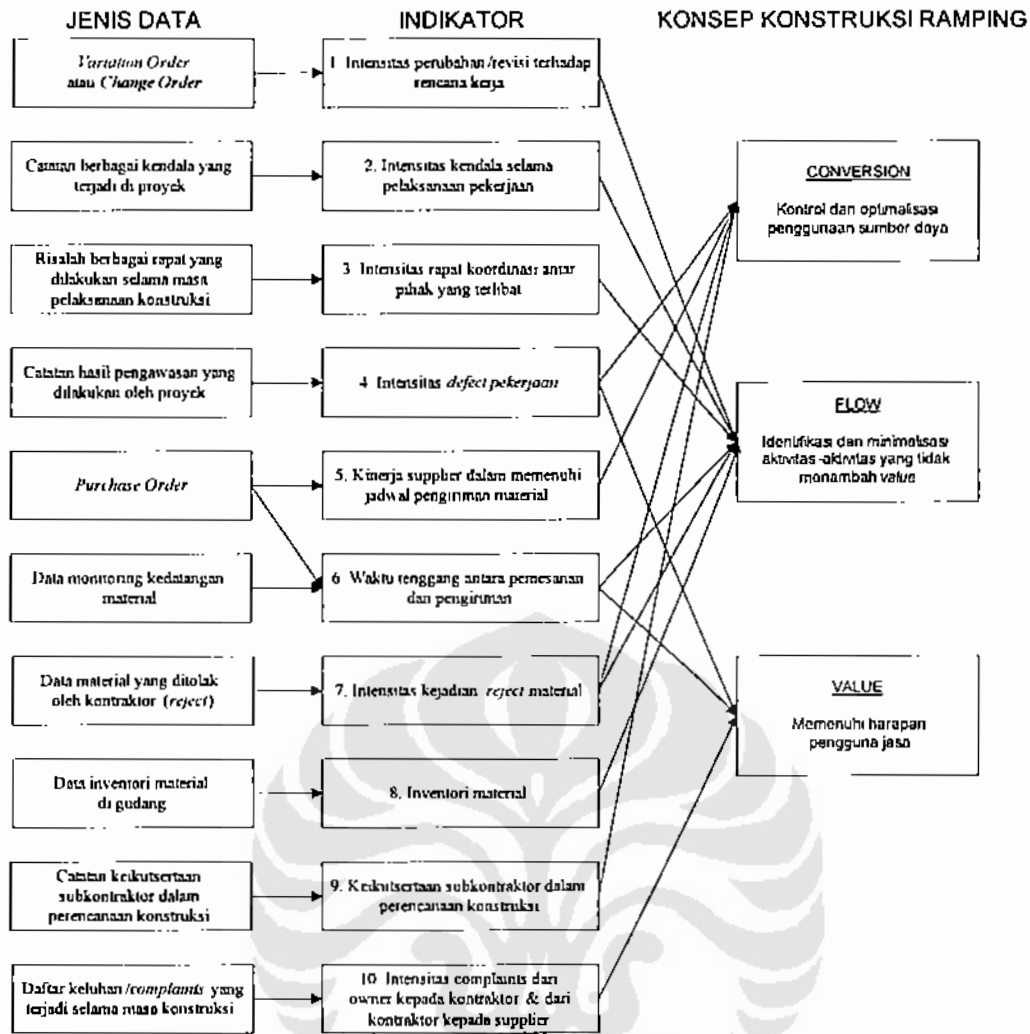 JENIS DATA
INDIKATOR
KONSEP KONSTRUKSI RAMPING
Variation Order
atau Change Order
1. Intensitas perubahan/revisi terhadap
rencana kerja
Catatan berbagai kendala yang
terjadi di proyek
2. Intensitas kendala selama
pelaksanaan pekerjaan
CONVERSION
Kontrol dan optimalisasi
penggunaan sumber daya
Risalah berbagai rapat yang
dilakukan selama masa
pelaksanaan konstruksi
3 Intensitas rapat koordinasi antar
pihak yang terlibat
Catatan hasil pengawasan yang
dilakukan oleh proyek
4 Intensitas defect pekerjaan
FLOW
Identifikasi dan minimalisasi
aktivitas-aktivitas yang tidak
menambah value
Purchase Order
5. Kinerja supplier dalam memenuhi
jadwal pengiriman material
Data monitoring kedatangan
material
6 Waktu tenggang antara pemesanan
dan pengiriman
Data material yang ditolak
oleh kontraktor (reject)
7. Intensitas kejadian reject material
VALUE
Memenuhi harapan
pengguna jasa
Data inventori material
di gudang
8. Inventori material
Catatan keikutsertaan
subkontraktor dalam
perencanaan konstruksi
9. Keikutsertaan subkontraktor dalam
perencanaan konstruksi
Daftar keluhan/complaints yang
terjadi selama masa konstruksi
10 Intensitas complaints dari
owner kepada kontraktor & dari
kontraktor kepada supplier